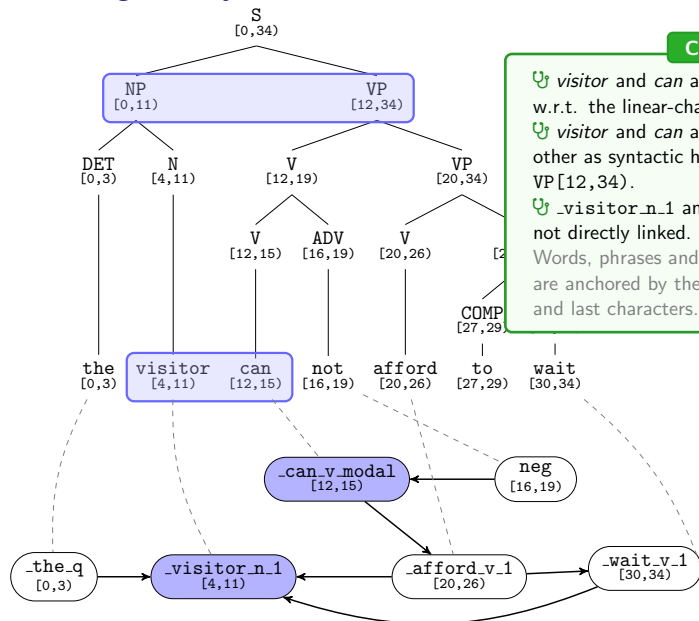 S
[0,34)
NP
[0,11)
VP
[12,34)
DET
[0,3)
N
[4,11)
V
[12,19)
VP
[20,34)
V
[12,15)
ADV
[16,19)
V
[20,26)
COMP
[27,29)
the
[0,3)
visitor
[4,11)
can
[12,15)
not
[16,19)
afford
[20,26)
to
[27,29)
wait
[30,34)
visitor and can a
w.r.t. the linear-cha
visitor and can a
other as syntactic h
VP[12,34).
_visitor_n_1 an
not directly linked.
Words, phrases and
are anchored by the
and last characters.
_can_v_modal
[12,15)
neg
[16,19)
_the_q
[0,3)
_visitor_n_1
[4,11)
_afford_v_1
[20,26)
_wait_v_1
[30,34)